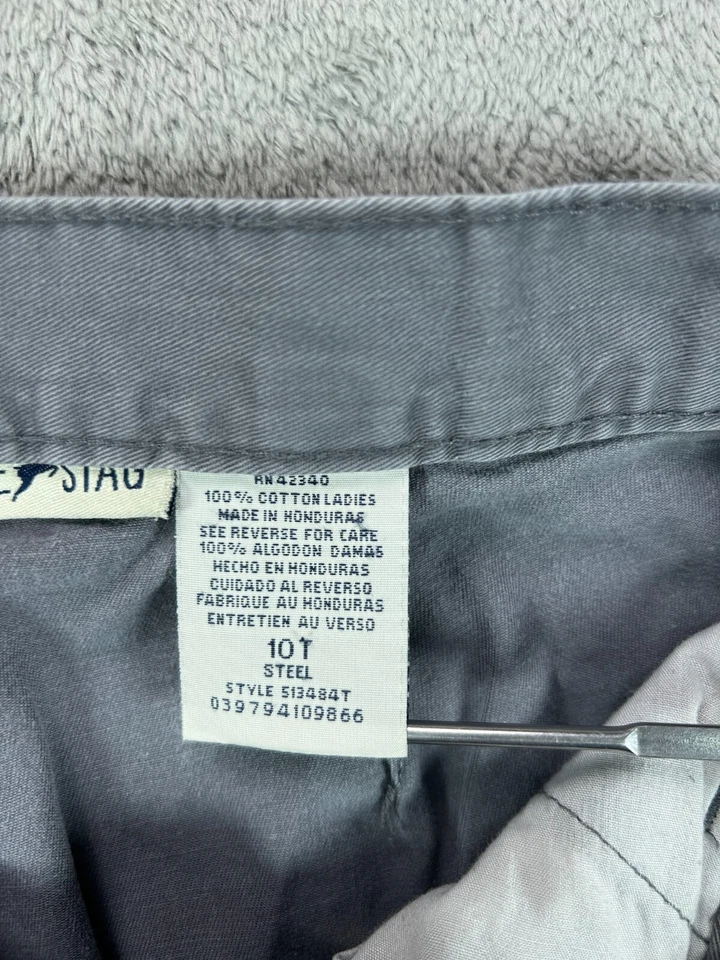 E STAG
RN 42340
100% COTTON LADIES
MADE IN HONDURAS
SEE REVERSE FOR CARE
100% ALGODON DAMAS
HECHO EN HONDURAS
CUIDADO AL REVERSO
FABRIQUE AU HONDURAS
ENTRETIEN AU VERSO
10T
STEEL
STYLE 513484T
039794109866